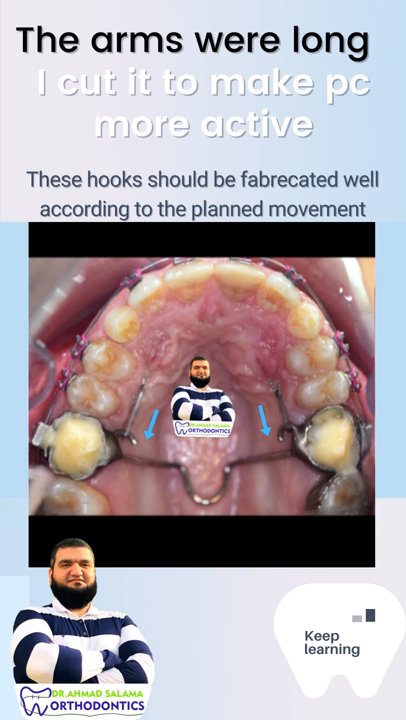 The arms were long
I cut it to make pc
more active
These hooks should be fabrecated well
according to the planned movement
DR.AHMAD SALAMA
ORTHODONTICS
DR.AHMAD SALAMA
ORTHODONTICS
Keep
learning